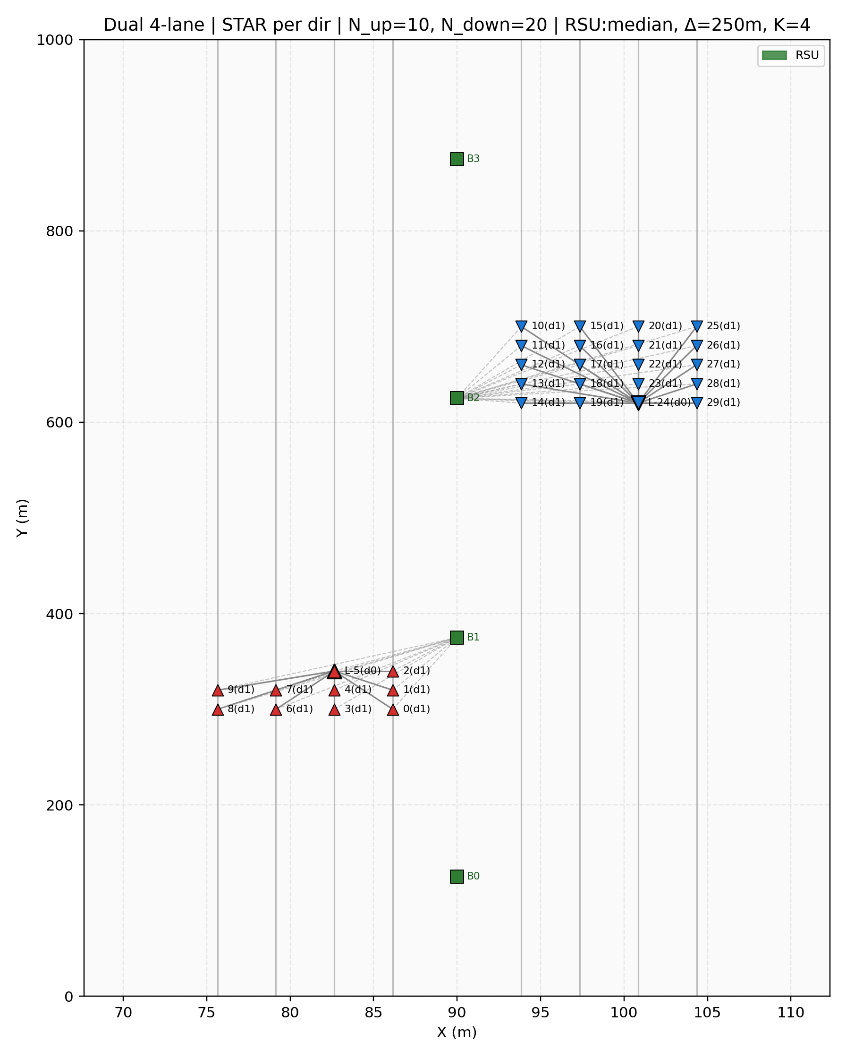 Dual 4-lane | STAR per dir | N_up=10, N_down=20 | RSU:median, Δ=250m, K=4
RSU
1000
B3
800
10(d1) 15(d1) 20(d1) 25(d1)
11(d1) 16(d1) 21(d1) 26(d1)
12(d1) 17(d1) 22(d1) 27(d1)
13(d1) 18(d1) 23(d1) 28(d1)
B2
14(d1) 19(d1) L-24(d0) 29(d1)
600
Y (m)
400
B1
L-5(d0) 2(d1)
9(d1) 7(d1) 4(d1) 1(d1)
8(d1) 6(d1) 3(d1) 0(d1)
200
B0
0
70 75 80 85 90 95 100 105 110
X (m)